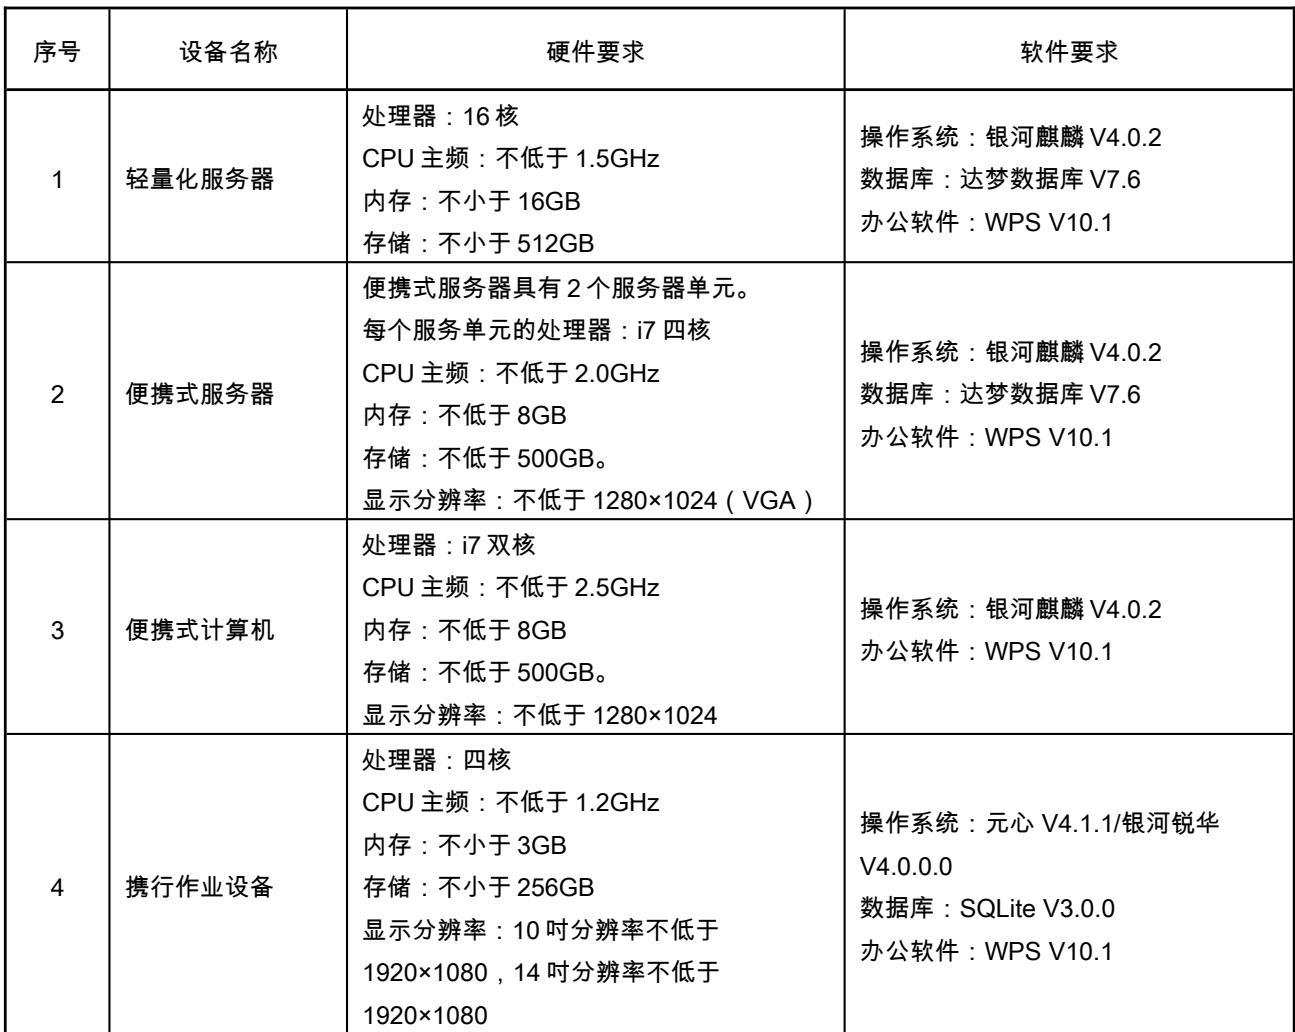 序号 设备名称 硬件要求 软件要求
1 轻量化服务器
处理器：16 核
CPU 主频：不低于 1.5GHz
内存：不小于 16GB
存储：不小于 512GB
操作系统：银河麒麟 V4.0.2
数据库：达梦数据库 V7.6
办公软件：WPS V10.1
2 便携式服务器
便携式服务器具有 2 个服务器单元。
每个服务单元的处理器：i7 四核
CPU 主频：不低于 2.0GHz
内存：不低于 8GB
存储：不低于 500GB。
显示分辨率：不低于 1280×1024（VGA）
操作系统：银河麒麟 V4.0.2
数据库：达梦数据库 V7.6
办公软件：WPS V10.1
3 便携式计算机
处理器：i7 双核
CPU 主频：不低于 2.5GHz
内存：不低于 8GB
存储：不低于 500GB。
显示分辨率：不低于 1280×1024
操作系统：银河麒麟 V4.0.2
办公软件：WPS V10.1
4 携行作业设备
处理器：四核
CPU 主频：不低于 1.2GHz
内存：不小于 3GB
存储：不小于 256GB
显示分辨率：10 吋分辨率不低于
1920×1080，14 吋分辨率不低于
1920×1080
操作系统：元心 V4.1.1/银河锐华
V4.0.0.0
数据库：SQLite V3.0.0
办公软件：WPS V10.1